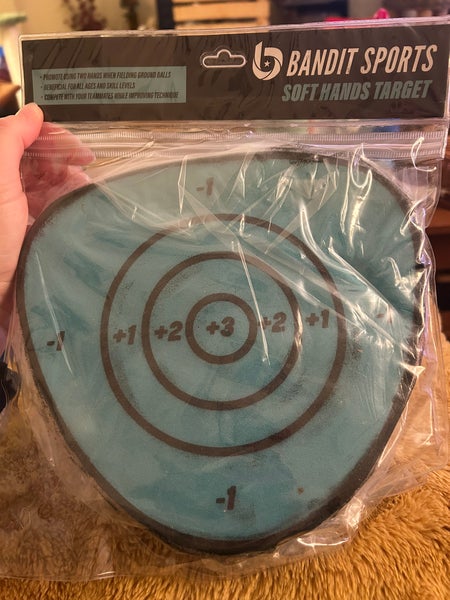 BANDIT SPORTS
SOFT HANDS TARGET
• PROMOTE USING TWO HANDS WHEN FIELDING GROUND BALLS
• BENEFICIAL FOR ALL AGES AND SKILL LEVELS
• COMPETE WITH YOUR TEAMMATES WHILE IMPROVING TECHNIQUE
-1
+1 +2 +3 +2 +1
-1
-1